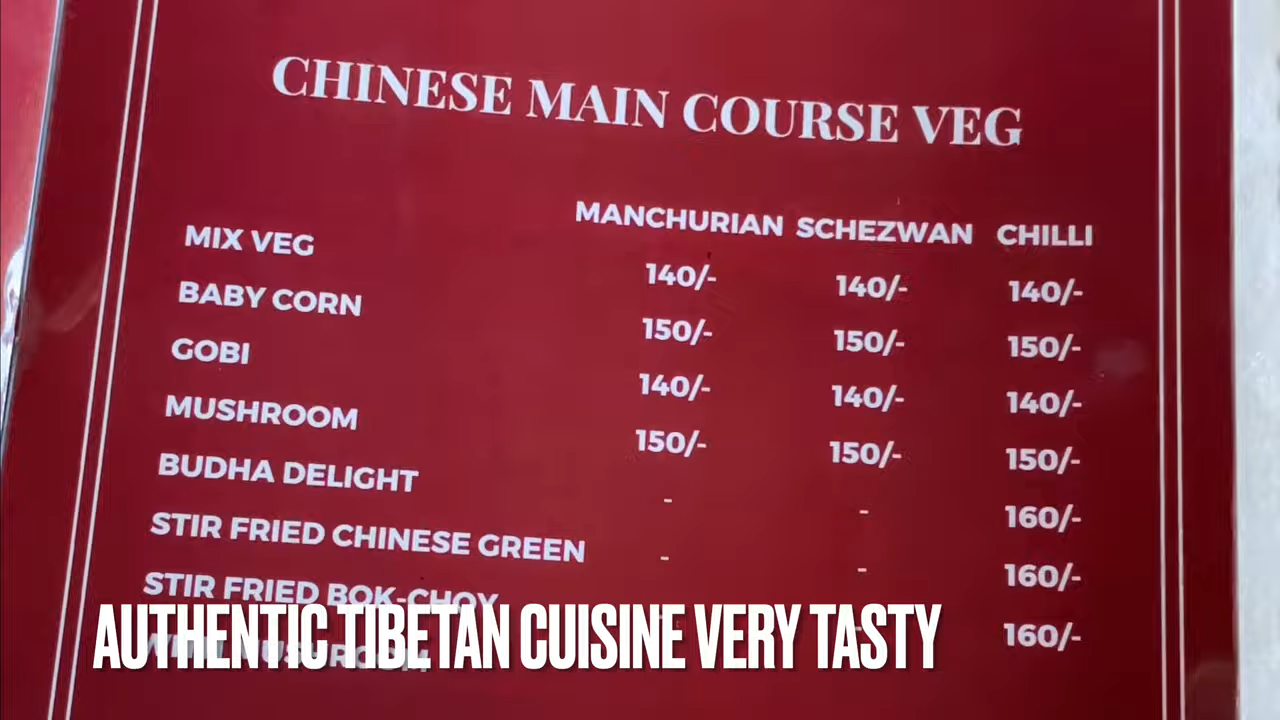 CHINESE MAIN COURSE VEG
MANCHURIAN SCHEZWAN CHILLI
MIX VEG 140/- 140/- 140/-
BABY CORN 150/- 150/- 150/-
GOBI 140/- 140/- 140/-
MUSHROOM 150/- 150/- 150/-
BUDHA DELIGHT - - 160/-
STIR FRIED CHINESE GREEN - - 160/-
STIR FRIED BOK-CHOY - - 160/-
MUSHROOM
AUTHENTIC TIBETAN CUISINE VERY TASTY